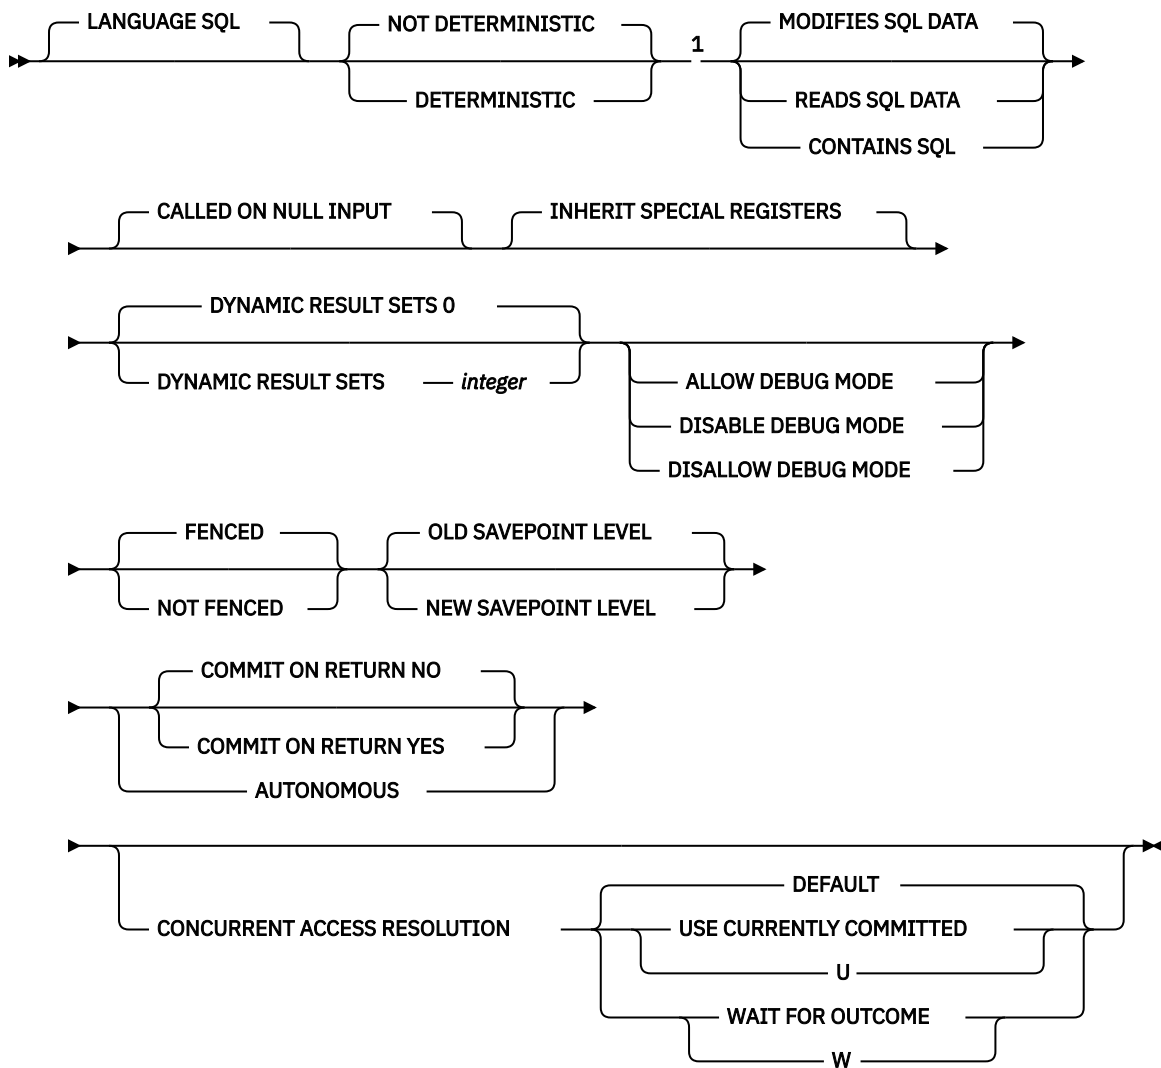 LANGUAGE SQL NOT DETERMINISTIC 1 MODIFIES SQL DATA
DETERMINISTIC READS SQL DATA
CONTAINS SQL
CALLED ON NULL INPUT INHERIT SPECIAL REGISTERS
DYNAMIC RESULT SETS 0
DYNAMIC RESULT SETS integer ALLOW DEBUG MODE
DISABLE DEBUG MODE
DISALLOW DEBUG MODE
FENCED OLD SAVEPOINT LEVEL
NOT FENCED NEW SAVEPOINT LEVEL
COMMIT ON RETURN NO
COMMIT ON RETURN YES
AUTONOMOUS
DEFAULT
CONCURRENT ACCESS RESOLUTION USE CURRENTLY COMMITTED
U
WAIT FOR OUTCOME
W